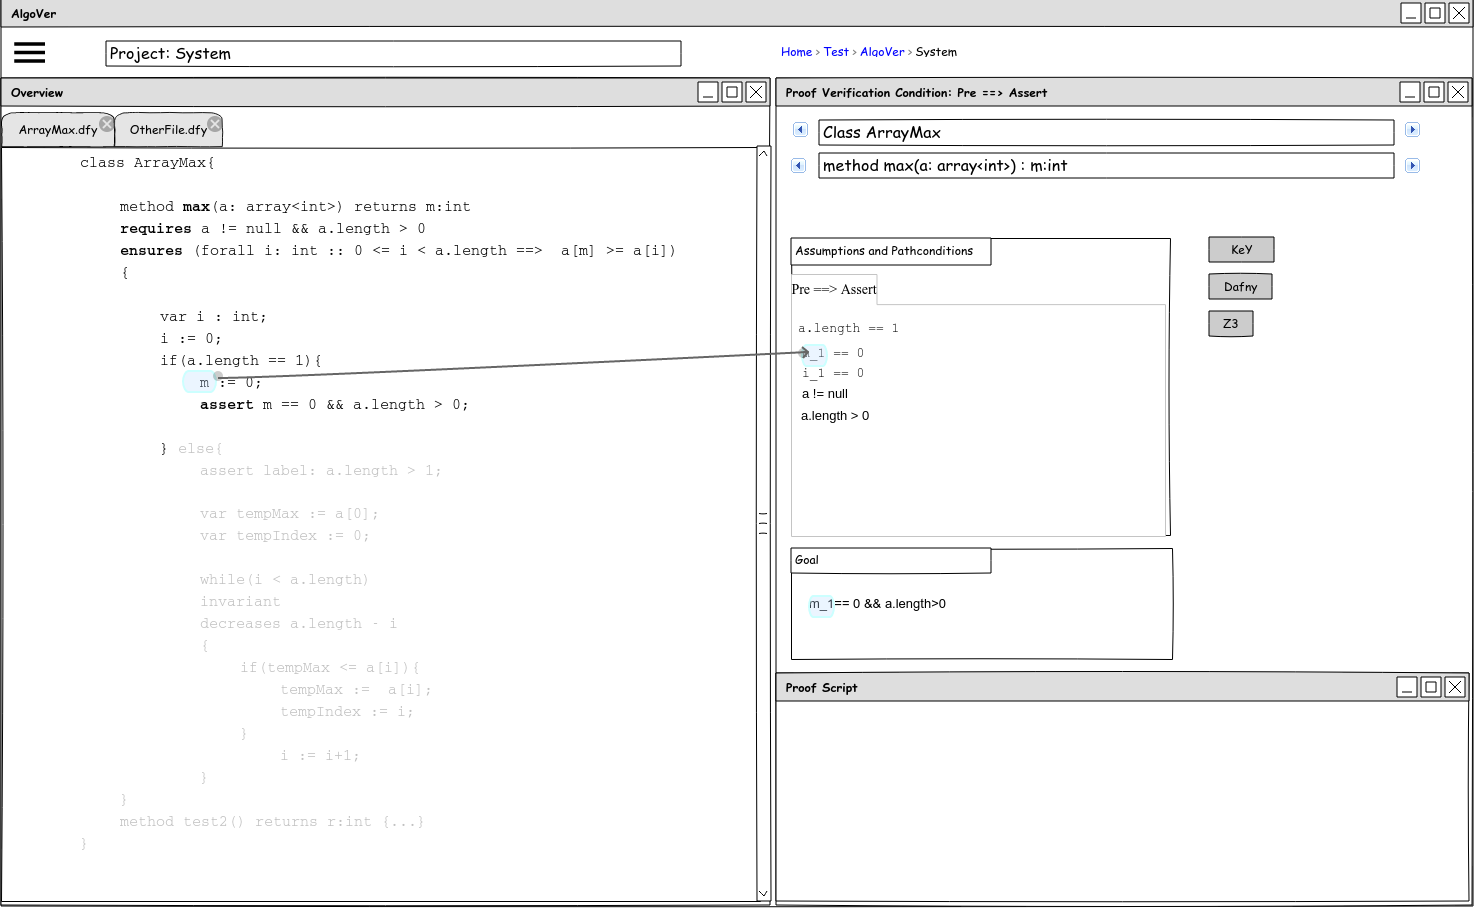 AlgoVer
Project: System
Home > Test > AlgoVer > System
Overview
ArrayMax.dfy
OtherFile.dfy
class ArrayMax{
method max(a: array<int>) returns m:int
requires a != null && a.length > 0
ensures (forall i: int :: 0 <= i < a.length ==> a[m] >= a[i])
{
var i : int;
i := 0;
if(a.length == 1){
m := 0;
assert m == 0 && a.length > 0;
} else{
assert label: a.length > 1;
var tempMax := a[0];
var tempIndex := 0;
while(i < a.length)
invariant
decreases a.length - i
{
if(tempMax <= a[i]){
tempMax := a[i];
tempIndex := i;
}
i := i+1;
}
}
method test2() returns r:int {...}
}
Proof Verification Condition: Pre ==> Assert
Class ArrayMax
method max(a: array<int>) : m:int
Assumptions and Pathconditions
Pre ==> Assert
a.length == 1
m_1 == 0
i_1 == 0
a != null
a.length > 0
KeY
Dafny
Z3
Goal
m_1== 0 && a.length>0
Proof Script